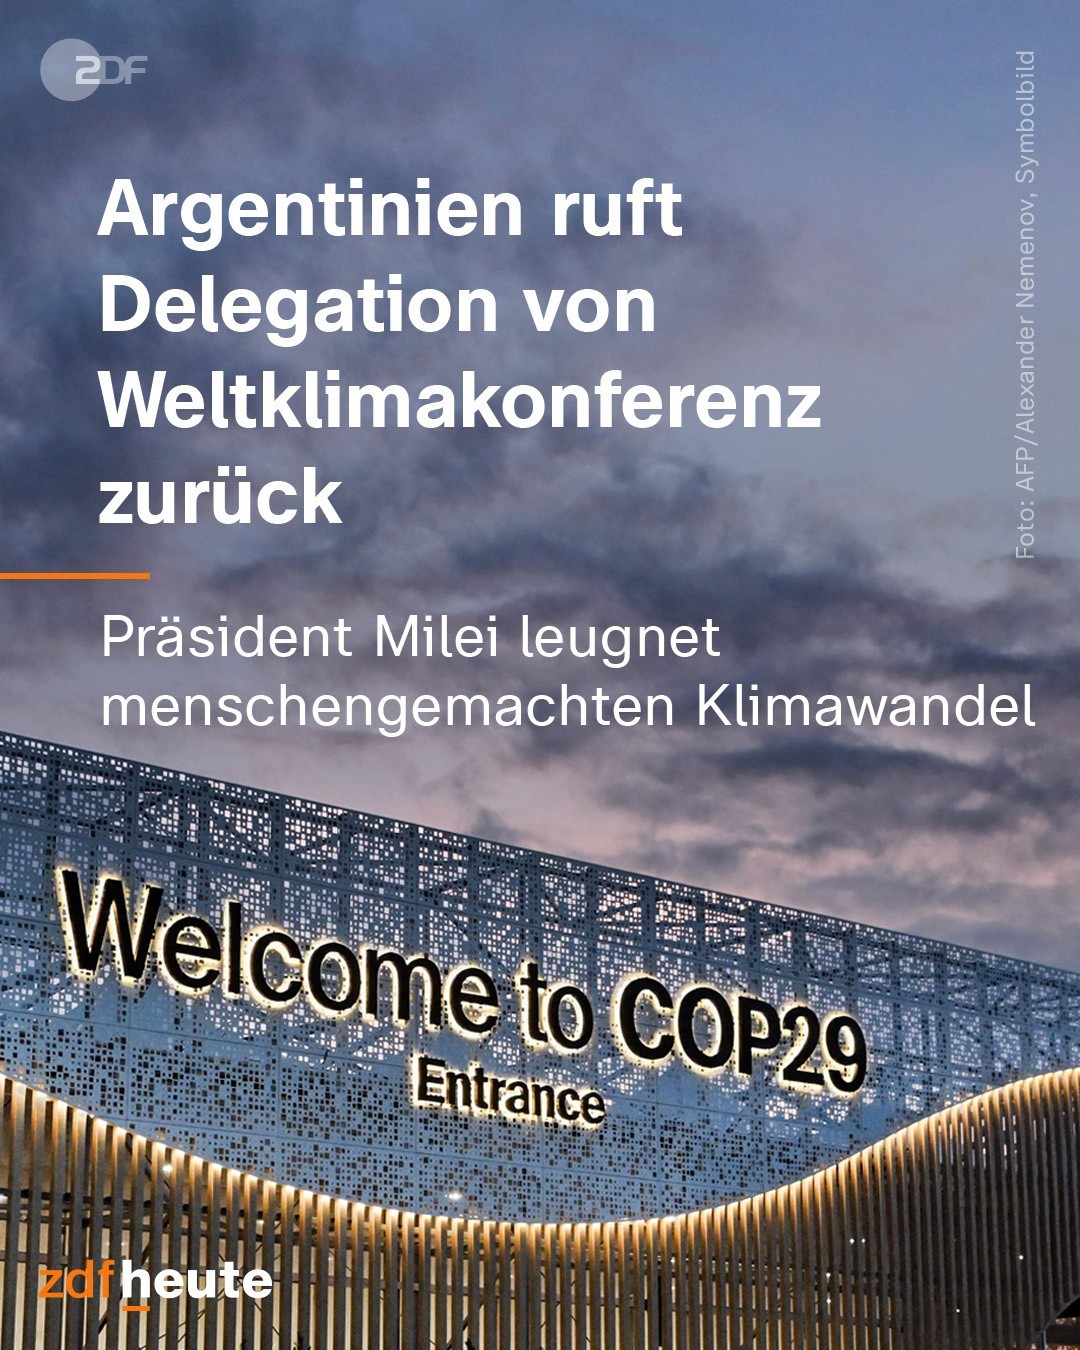 ZDF
Foto: AFP/Alexander Nemenov, Symbolbild
Argentinien ruft
Delegation von
Weltklimakonferenz
zurück
Präsident Milei leugnet
menschengemachten Klimawandel
Welcome to COP29
Entrance
zdfheute